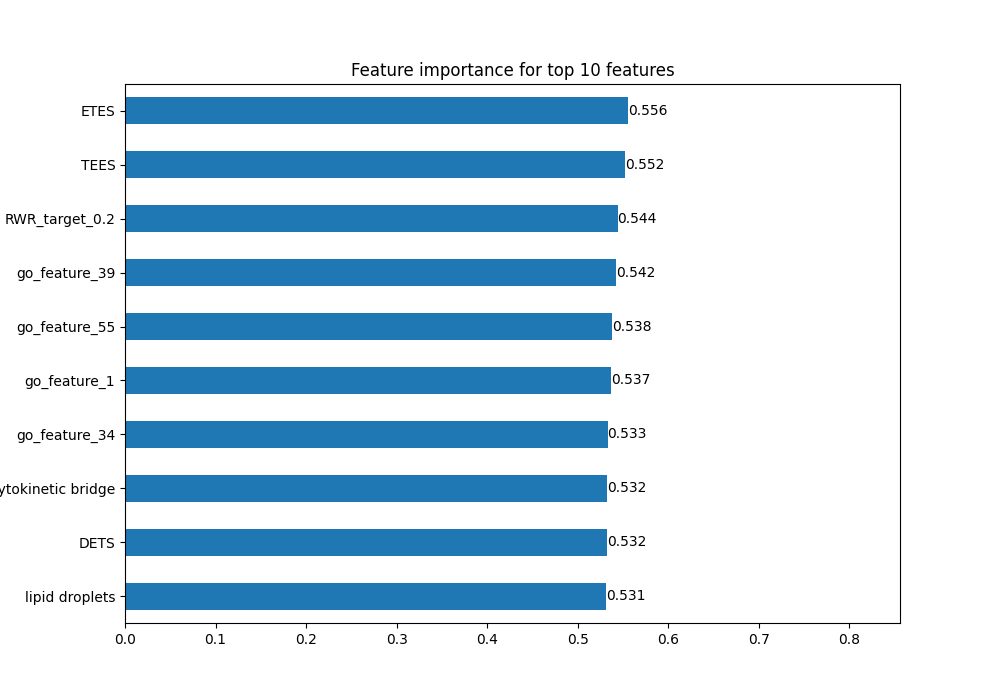 Feature importance for top 10 features
ETES 0.556
TEES 0.552
RWR_target_0.2 0.544
go_feature_39 0.542
go_feature_55 0.538
go_feature_1 0.537
go_feature_34 0.533
ytokinetic bridge 0.532
DETS 0.532
lipid droplets 0.531
0.0 0.1 0.2 0.3 0.4 0.5 0.6 0.7 0.8